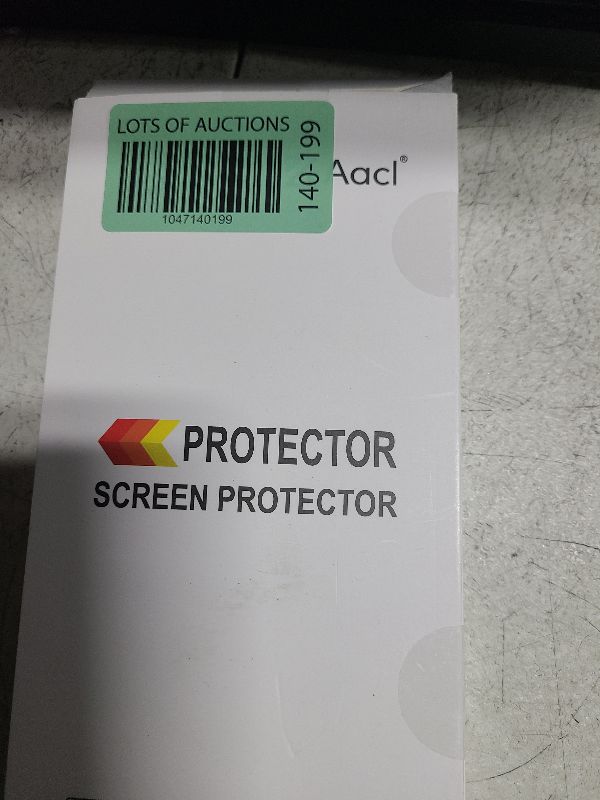 LOTS OF AUCTIONS
1047140199
140-199
Aacl®
PROTECTOR
SCREEN PROTECTOR